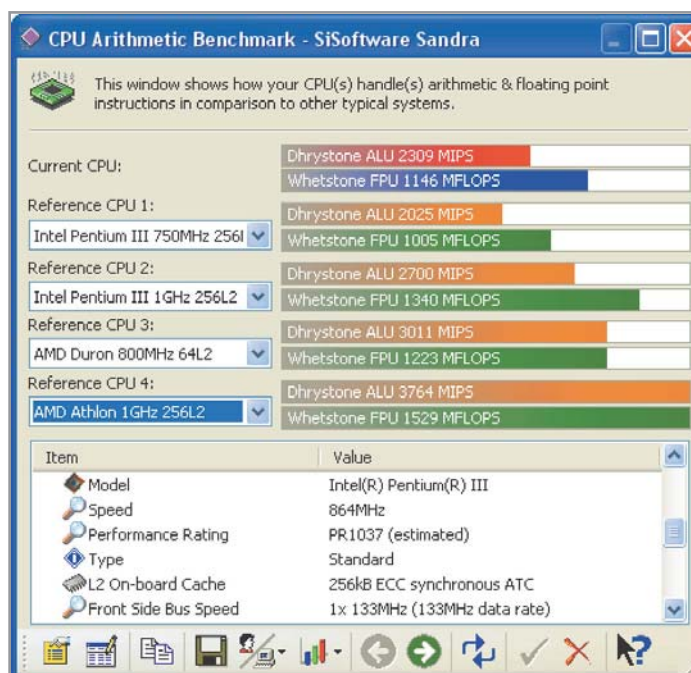 CPU Arithmetic Benchmark - SiSoftware Sandra
This window shows how your CPU(s) handle(s) arithmetic & floating point
instructions in comparison to other typical systems.
Current CPU:
Dhrystone ALU 2309 MIPS
Whetstone FPU 1146 MFLOPS
Reference CPU 1:
Intel Pentium III 750MHz 256
Dhrystone ALU 2025 MIPS
Whetstone FPU 1005 MFLOPS
Reference CPU 2:
Intel Pentium III 1GHz 256L2
Dhrystone ALU 2700 MIPS
Whetstone FPU 1340 MFLOPS
Reference CPU 3:
AMD Duron 800MHz 64L2
Dhrystone ALU 3011 MIPS
Whetstone FPU 1223 MFLOPS
Reference CPU 4:
AMD Athlon 1GHz 256L2
Dhrystone ALU 3764 MIPS
Whetstone FPU 1529 MFLOPS
Item Value
Model Intel(R) Pentium(R) III
Speed 864MHz
Performance Rating PR1037 (estimated)
Type Standard
L2 On-board Cache 256kB ECC synchronous ATC
Front Side Bus Speed 1x 133MHz (133MHz data rate)